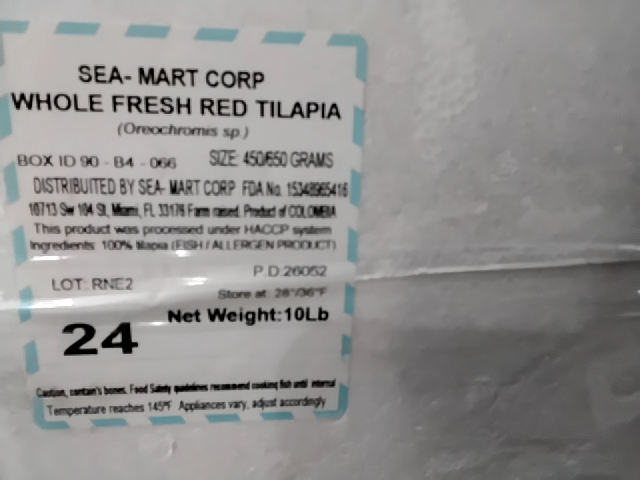 SEA- MART CORP
WHOLE FRESH RED TILAPIA
(Oreochromis sp.)
BOX ID 90 - B4 - 066 SIZE: 450/650 GRAMS
DISTRIBUITED BY SEA- MART CORP FDA No. 15348965416
10713 Sw 104 St, Miami, FL 33176 Farm raised, Product of COLOMBIA
This product was processed under HACCP system
Ingredients: 100% tilapia (FISH / ALLERGEN PRODUCT)
LOT: RNE2 P.D:26052
Store at: 28°/36°F
24 Net Weight:10Lb
Caution, contain's bones. Food Safety guidelines recommend cooking fish until internal
Temperature reaches 145°F Appliances vary, adjust accordingly